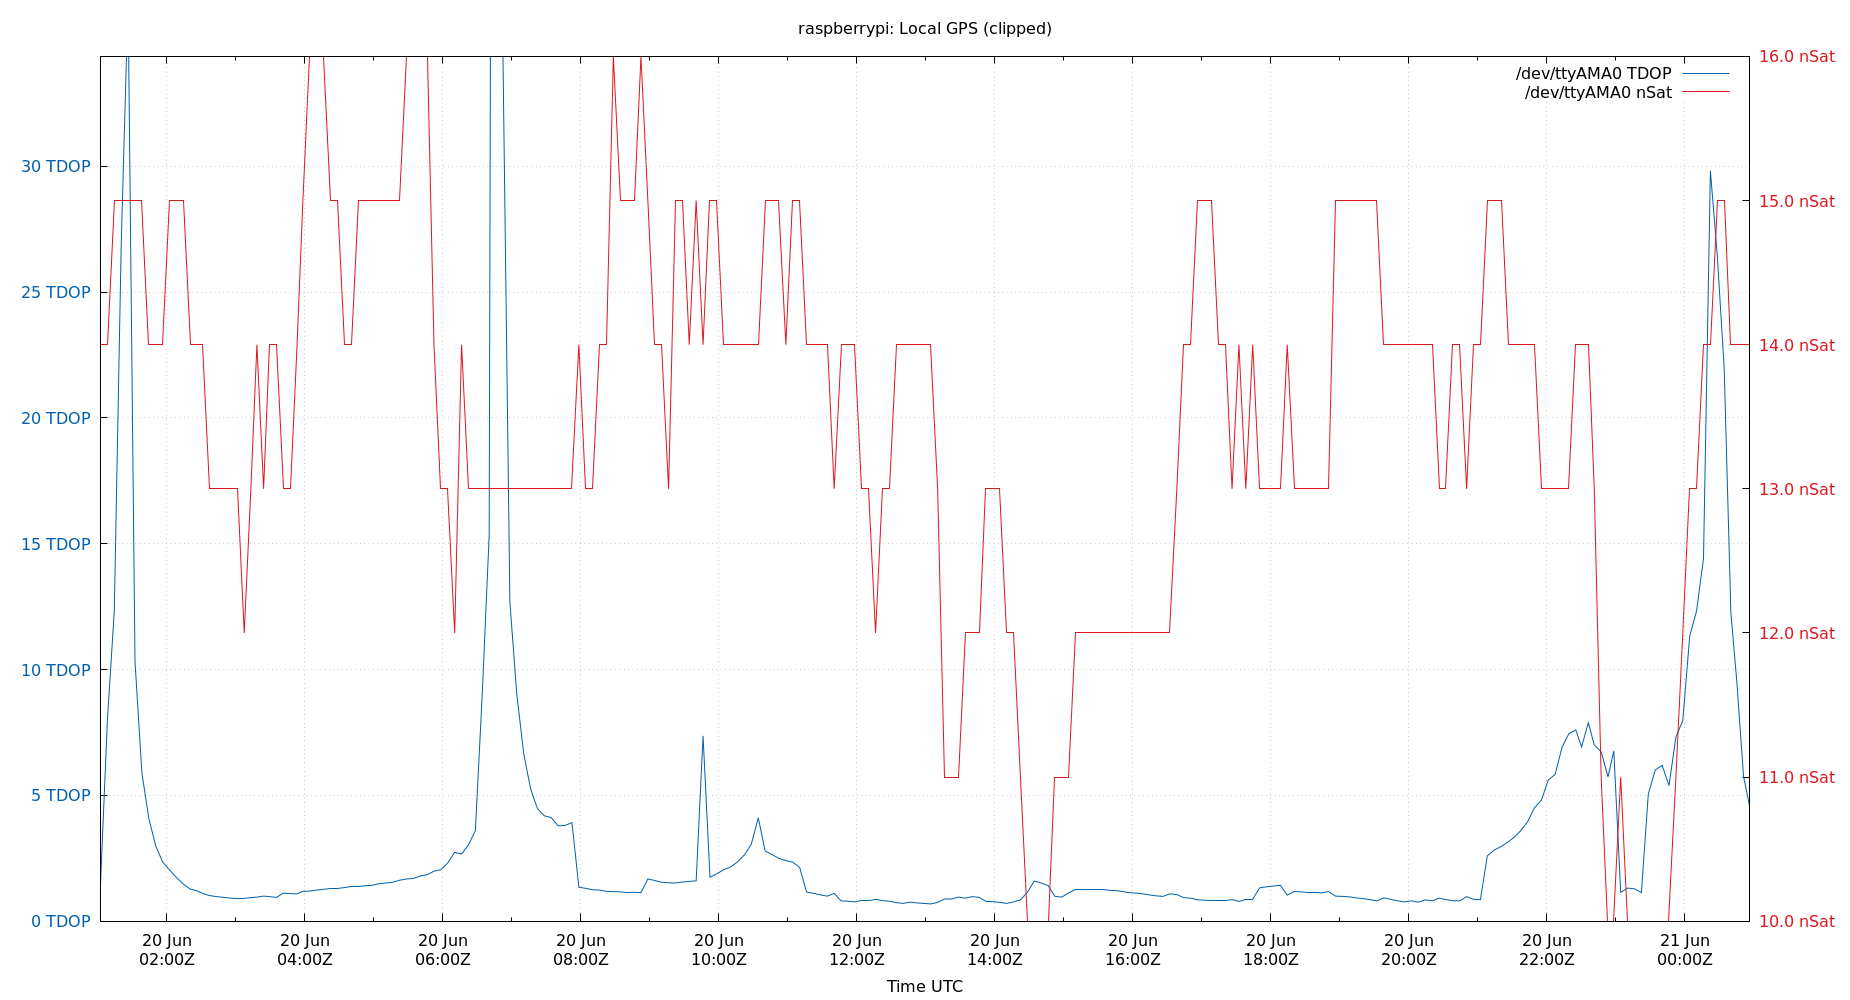 raspberrypi: Local GPS (clipped)
/dev/ttyAMA0 TDOP
/dev/ttyAMA0 nSat
30 TDOP
25 TDOP
20 TDOP
15 TDOP
10 TDOP
5 TDOP
0 TDOP
16.0 nSat
15.0 nSat
14.0 nSat
13.0 nSat
12.0 nSat
11.0 nSat
10.0 nSat
20 Jun 20 Jun 20 Jun 20 Jun 20 Jun 20 Jun 20 Jun 20 Jun 20 Jun 20 Jun 20 Jun 21 Jun
02:00Z 04:00Z 06:00Z 08:00Z 10:00Z 12:00Z 14:00Z 16:00Z 18:00Z 20:00Z 22:00Z 00:00Z
Time UTC